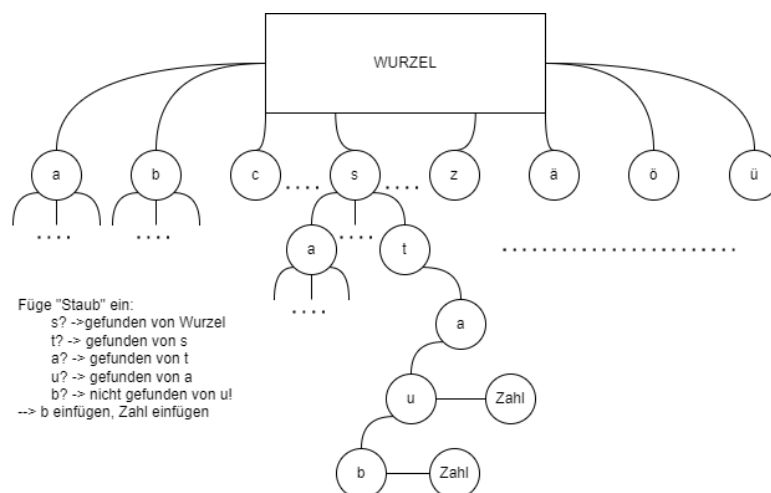 WURZEL
a b c .... s .... z ä ö ü
.... .... ....
a t
........................
....
a
Füge "Staub" ein:
s? ->gefunden von Wurzel
t? -> gefunden von s
a? -> gefunden von t
u? -> gefunden von a
b? -> nicht gefunden von u!
--> b einfügen, Zahl einfügen
u Zahl
b Zahl